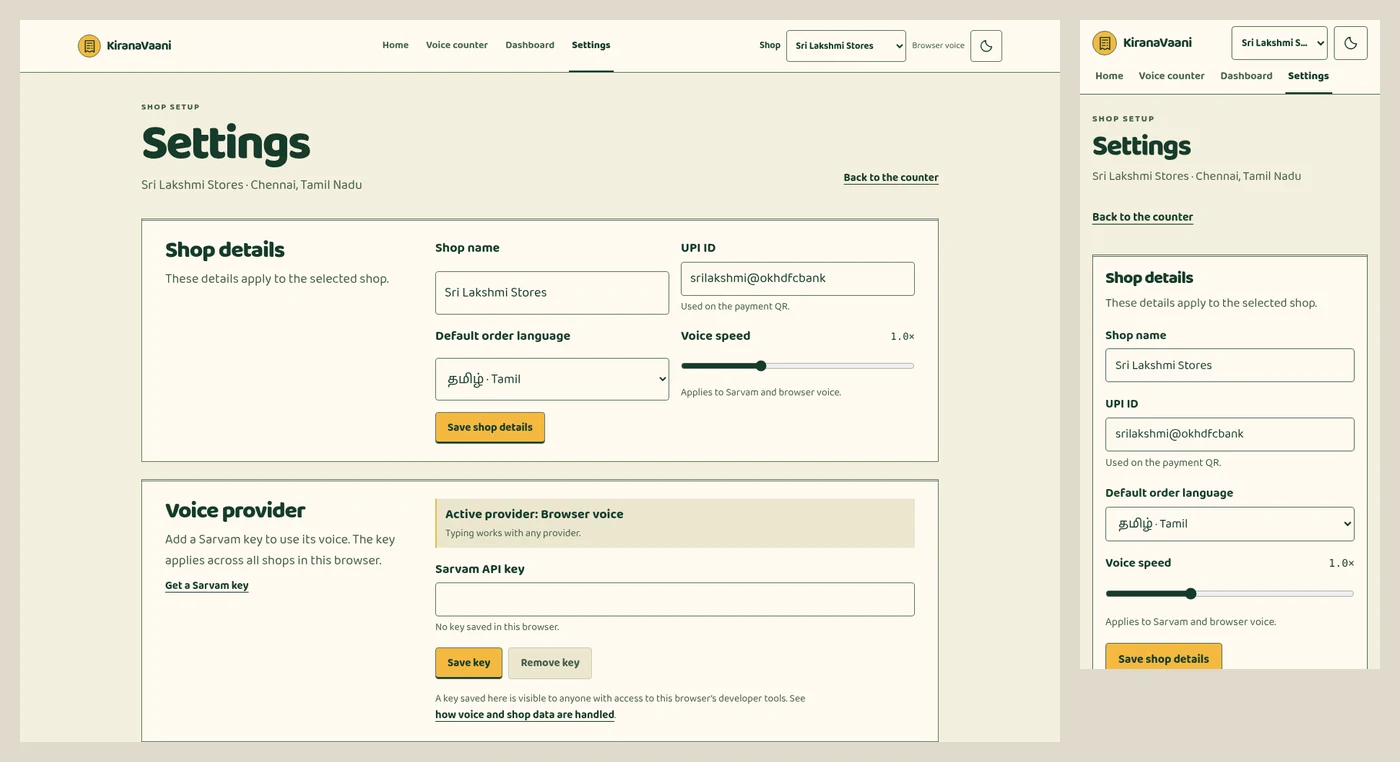 KiranaVaani
Home Voice counter Dashboard Settings
Shop Sri Lakshmi Stores Browser voice
SHOP SETUP
Settings
Sri Lakshmi Stores · Chennai, Tamil Nadu
Back to the counter
Shop details
These details apply to the selected shop.
Shop name
Sri Lakshmi Stores
UPI ID
srilakshmi@okhdfcbank
Used on the payment QR.
Default order language
தமிழ் · Tamil
Voice speed 1.0×
Applies to Sarvam and browser voice.
Save shop details
Voice provider
Add a Sarvam key to use its voice. The key
applies across all shops in this browser.
Get a Sarvam key
Active provider: Browser voice
Typing works with any provider.
Sarvam API key
No key saved in this browser.
Save key Remove key
A key saved here is visible to anyone with access to this browser's developer tools. See
how voice and shop data are handled.
KiranaVaani
Sri Lakshmi S...
Home Voice counter Dashboard Settings
SHOP SETUP
Settings
Sri Lakshmi Stores · Chennai, Tamil Nadu
Back to the counter
Shop details
These details apply to the selected shop.
Shop name
Sri Lakshmi Stores
UPI ID
srilakshmi@okhdfcbank
Used on the payment QR.
Default order language
தமிழ் · Tamil
Voice speed 1.0×
Applies to Sarvam and browser voice.
Save shop details